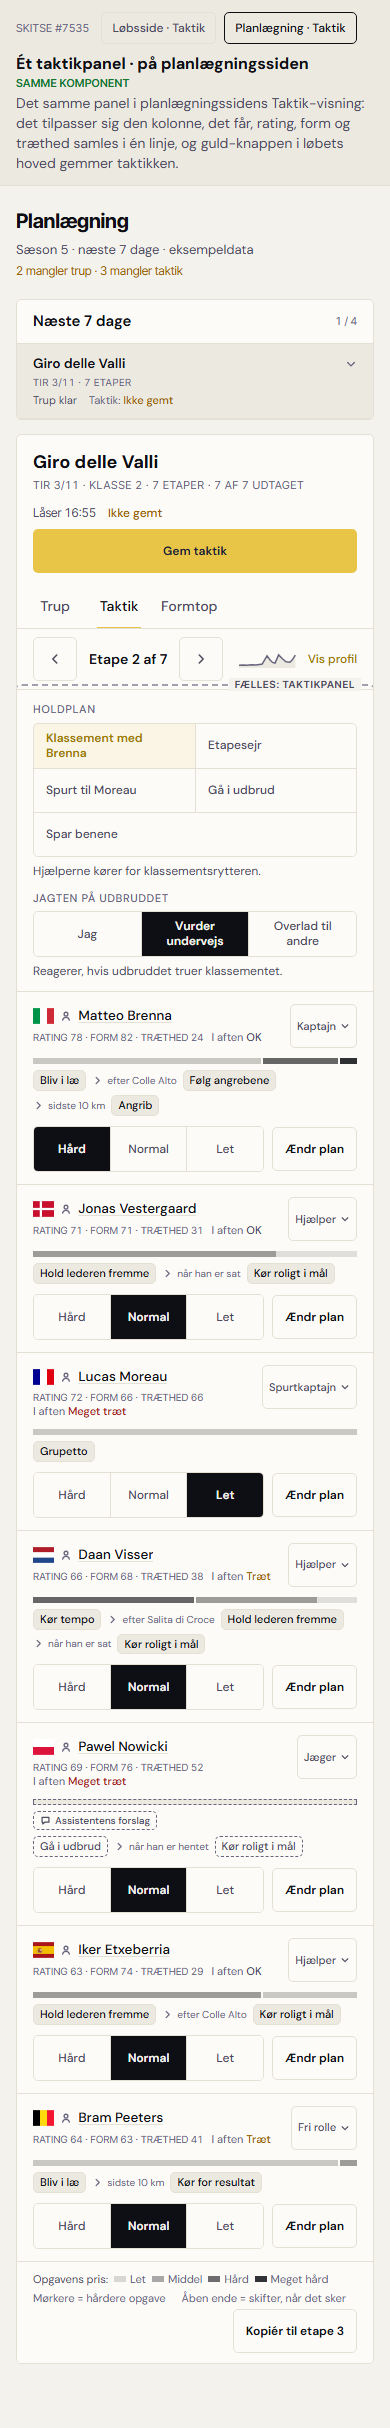 SKITSE #7535
Løbsside · Taktik
Planlægning · Taktik
Ét taktikpanel · på planlægningssiden
SAMME KOMPONENT
Det samme panel i planlægningssidens Taktik-visning:
det tilpasser sig den kolonne, det får, rating, form og
træthed samles i én linje, og guld-knappen i løbets
hoved gemmer taktikken.
Planlægning
Sæson 5 · næste 7 dage · eksempeldata
2 mangler trup · 3 mangler taktik
Næste 7 dage
1 / 4
Giro delle Valli
TIR 3/11 · 7 ETAPER
Trup klar Taktik: Ikke gemt
Giro delle Valli
TIR 3/11 · KLASSE 2 · 7 ETAPER · 7 AF 7 UDTAGET
Låser 16:55 Ikke gemt
Gem taktik
Trup Taktik Formtop
Etape 2 af 7
Vis profil
FÆLLES: TAKTIKPANEL
HOLDPLAN
Klassement med
Brenna
Etapesejr
Spurt til Moreau
Gå i udbrud
Spar benene
Hjælperne kører for klassementsrytteren.
JAGTEN PÅ UDBRUDDET
Jag
Vurder
undervejs
Overlad til
andre
Reagerer, hvis udbruddet truer klassementet.
Matteo Brenna
Kaptajn
RATING 78 · FORM 82 · TRÆTHED 24 I aften OK
Bliv i læ efter Colle Alto Følg angrebene
sidste 10 km Angrib
Hård Normal Let Ændr plan
Jonas Vestergaard
Hjælper
RATING 71 · FORM 71 · TRÆTHED 31 I aften OK
Hold lederen fremme når han er sat Kør roligt i mål
Hård Normal Let Ændr plan
Lucas Moreau
Spurtkaptajn
RATING 72 · FORM 66 · TRÆTHED 66
I aften Meget træt
Grupetto
Hård Normal Let Ændr plan
Daan Visser
Hjælper
RATING 66 · FORM 68 · TRÆTHED 38 I aften Træt
Kør tempo efter Salita di Croce Hold lederen fremme
når han er sat Kør roligt i mål
Hård Normal Let Ændr plan
Pawel Nowicki
Jæger
RATING 69 · FORM 76 · TRÆTHED 52
I aften Meget træt
Assistentens forslag
Gå i udbrud når han er hentet Kør roligt i mål
Hård Normal Let Ændr plan
Iker Etxeberria
Hjælper
RATING 63 · FORM 74 · TRÆTHED 29 I aften OK
Hold lederen fremme efter Colle Alto Kør roligt i mål
Hård Normal Let Ændr plan
Bram Peeters
Fri rolle
RATING 64 · FORM 63 · TRÆTHED 41 I aften Træt
Bliv i læ sidste 10 km Kør for resultat
Hård Normal Let Ændr plan
Opgavens pris: Let Middel Hård Meget hård
Mørkere = hårdere opgave Åben ende = skifter, når det sker
Kopiér til etape 3